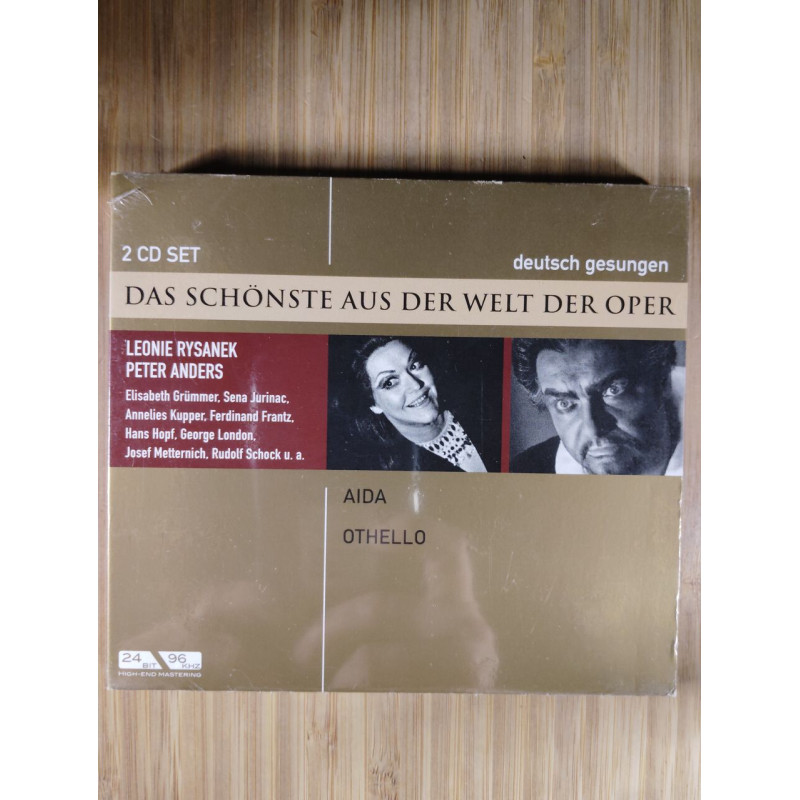 2 CD SET
deutsch gesungen
DAS SCHÖNSTE AUS DER WELT DER OPER
LEONIE RYSANEK
PETER ANDERS
Elisabeth Grümmer, Sena Jurinac,
Annelies Kupper, Ferdinand Frantz,
Hans Hopf, George London,
Josef Metternich, Rudolf Schock u. a.
AIDA
OTHELLO
24 BIT 96 KHZ
HIGH-END MASTERING